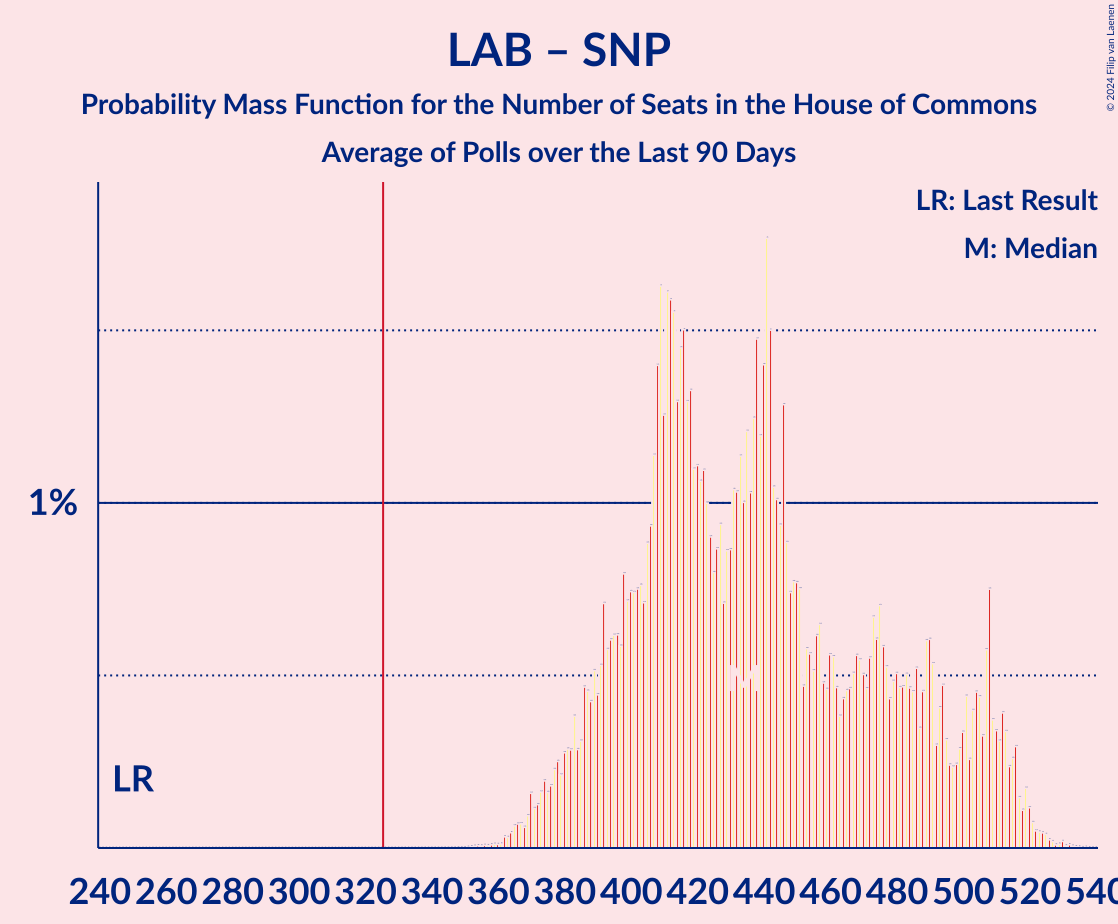 LAB – SNP
Probability Mass Function for the Number of Seats in the House of Commons
Average of Polls over the Last 90 Days
© 2024 Filip van Laenen
LR: Last Result
M: Median
1%
LR
M
240 260 280 300 320 340 360 380 400 420 440 460 480 500 520 540